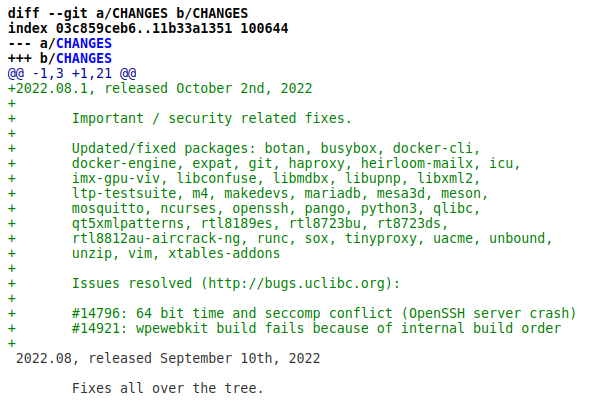 diff --git a/CHANGES b/CHANGES
index 03c859ceb6..11b33a1351 100644
--- a/CHANGES
+++ b/CHANGES
@@ -1,3 +1,21 @@
+2022.08.1, released October 2nd, 2022
+
+       Important / security related fixes.
+
+       Updated/fixed packages: botan, busybox, docker-cli,
+       docker-engine, expat, git, haproxy, heirloom-mailx, icu,
+       imx-gpu-viv, libconfuse, libmdbx, libupnp, libxml2,
+       ltp-testsuite, m4, makedevs, mariadb, mesa3d, meson,
+       mosquitto, ncurses, openssh, pango, python3, qlibc,
+       qt5xmlpatterns, rtl8189es, rtl8723bu, rt8723ds,
+       rtl8812au-aircrack-ng, runc, sox, tinyproxy, uacme, unbound,
+       unzip, vim, xtables-addons
+
+       Issues resolved (http://bugs.uclibc.org):
+
+       #14796: 64 bit time and seccomp conflict (OpenSSH server crash)
+       #14921: wpewebkit build fails because of internal build order
+
 2022.08, released September 10th, 2022
        Fixes all over the tree.